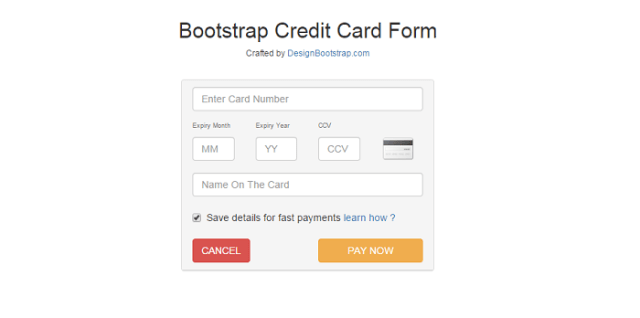 Bootstrap Credit Card Form
Crafted by DesignBootstrap.com
Enter Card Number
Expiry Month Expiry Year CCV
MM YY CCV
Name On The Card
Save details for fast payments learn how ?
CANCEL PAY NOW